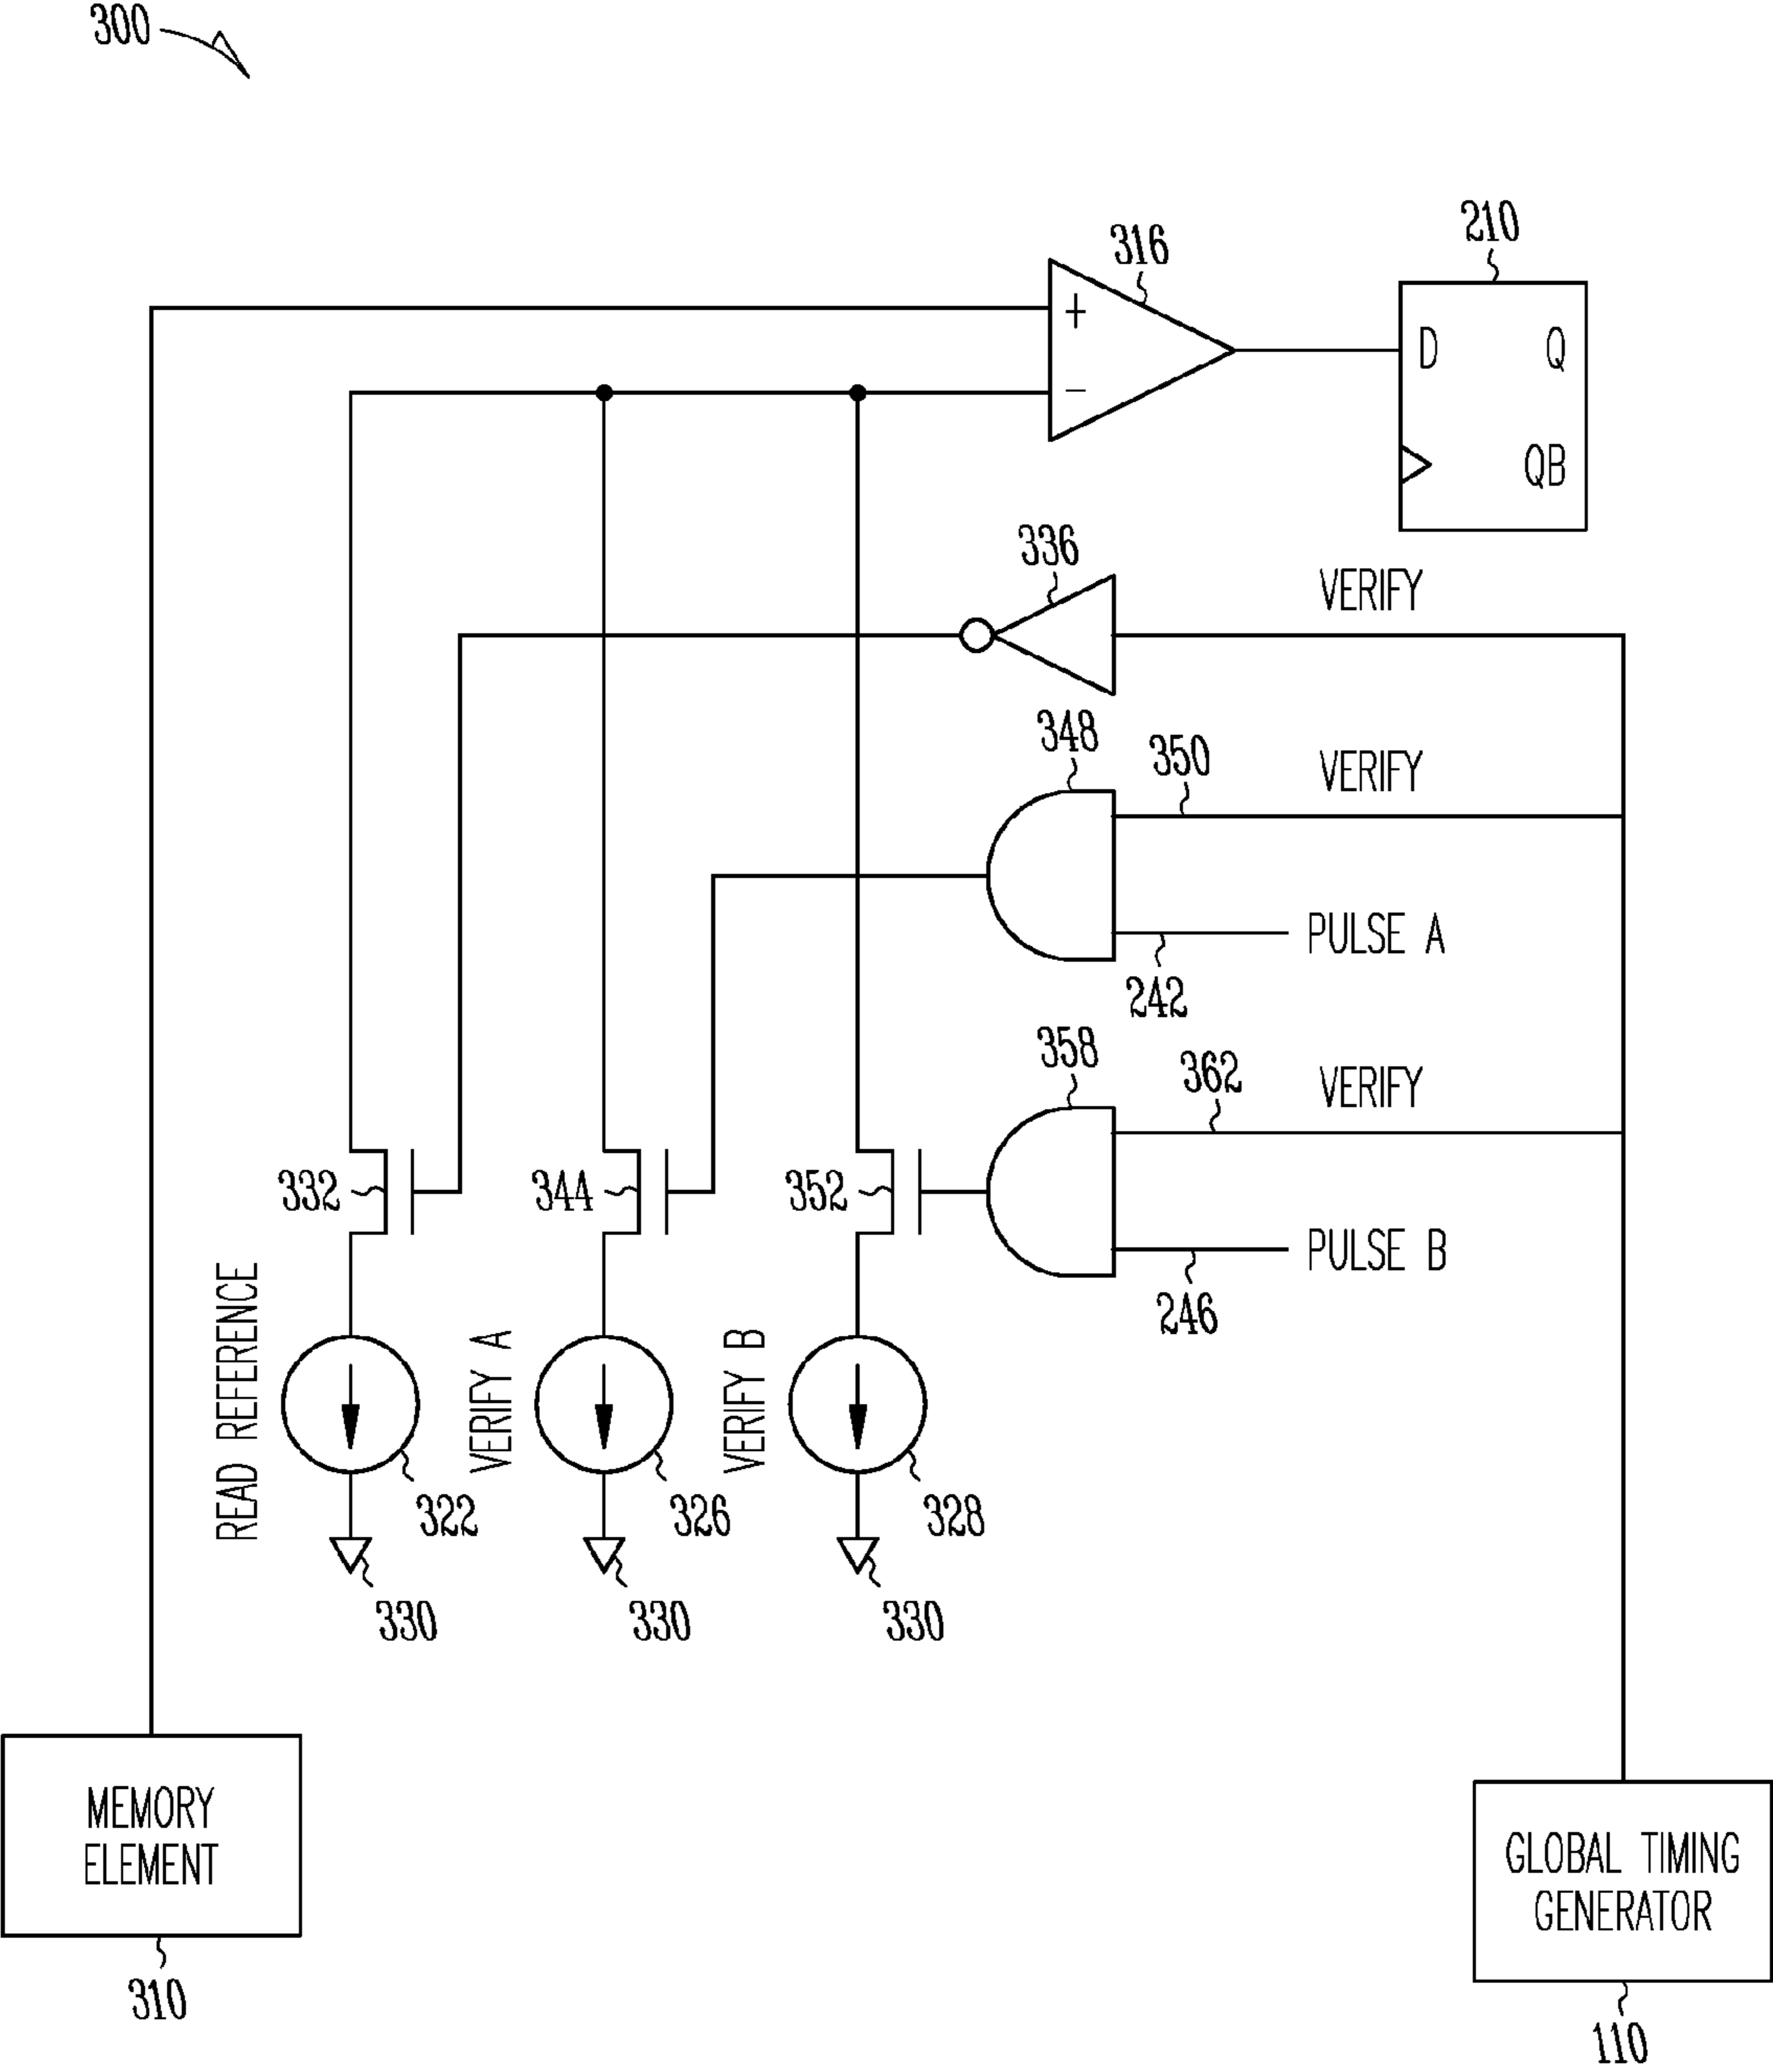 300
316
210
+
−
D
Q
QB
336
VERIFY
348
350
VERIFY
242
PULSE A
358
362
VERIFY
332
344
352
246
PULSE B
READ REFERENCE
VERIFY A
VERIFY B
322
326
328
330
330
330
MEMORY
ELEMENT
310
GLOBAL TIMING
GENERATOR
110